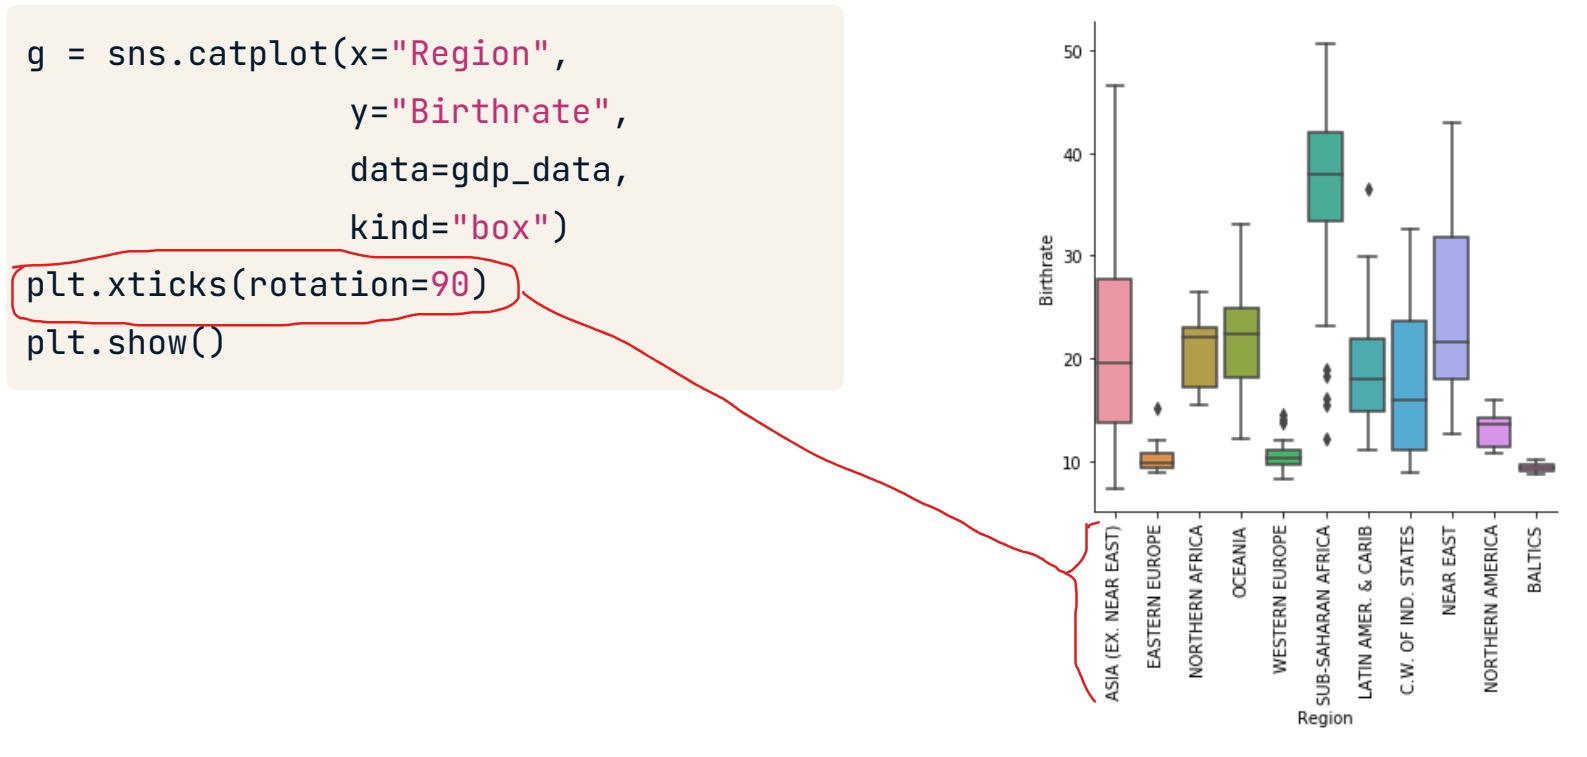 g = sns.catplot(x="Region",
y="Birthrate",
data=gdp_data,
kind="box")
plt.xticks(rotation=90)
plt.show()
50
40
30
20
10
Birthrate
ASIA (EX. NEAR EAST)
EASTERN EUROPE
NORTHERN AFRICA
OCEANIA
WESTERN EUROPE
SUB-SAHARAN AFRICA
LATIN AMER. & CARIB
C.W. OF IND. STATES
NEAR EAST
NORTHERN AMERICA
BALTICS
Region